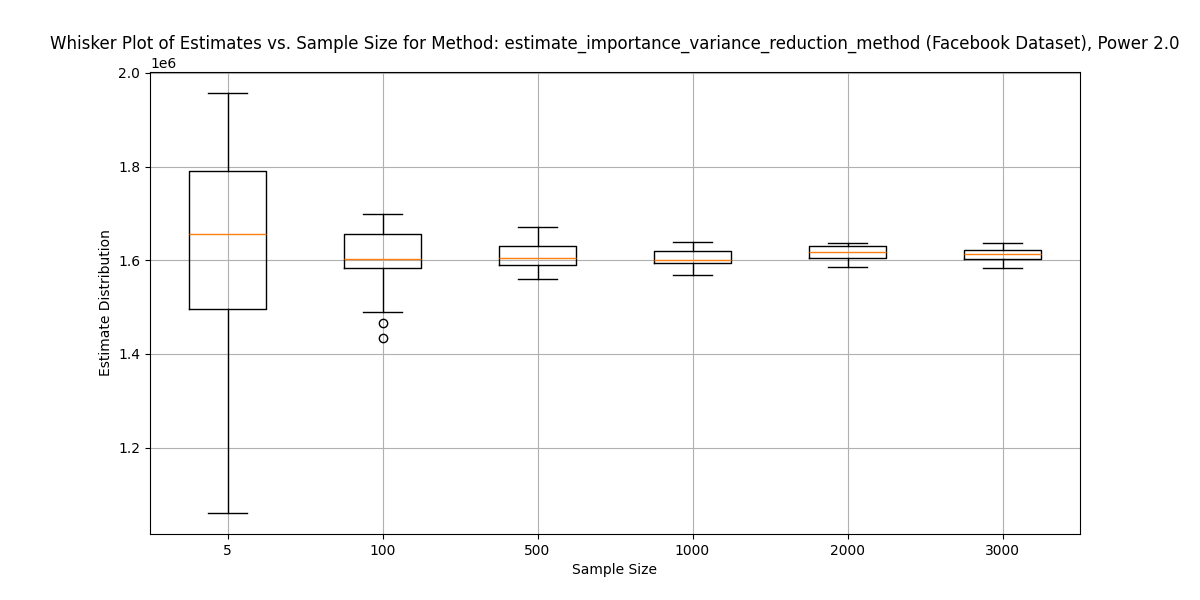 Whisker Plot of Estimates vs. Sample Size for Method: estimate_importance_variance_reduction_method (Facebook Dataset), Power 2.0
1e6
2.0
1.8
1.6
1.4
1.2
Estimate Distribution
5 100 500 1000 2000 3000
Sample Size